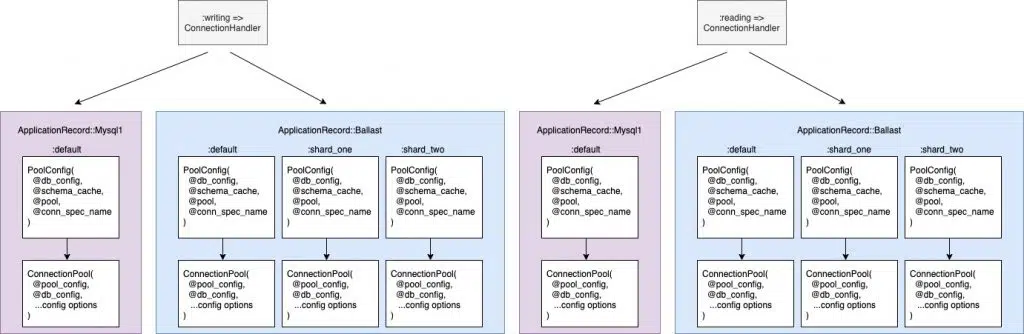 :writing =>
ConnectionHandler
:reading =>
ConnectionHandler
ApplicationRecord::Mysql1
:default
PoolConfig(
@db_config,
@schema_cache,
@pool,
@conn_spec_name
)
ConnectionPool(
@pool_config,
@db_config,
...config options
)
ApplicationRecord::Ballast
:default
PoolConfig(
@db_config,
@schema_cache,
@pool,
@conn_spec_name
)
ConnectionPool(
@pool_config,
@db_config,
...config options
)
:shard_one
PoolConfig(
@db_config,
@schema_cache,
@pool,
@conn_spec_name
)
ConnectionPool(
@pool_config,
@db_config,
...config options
)
:shard_two
PoolConfig(
@db_config,
@schema_cache,
@pool,
@conn_spec_name
)
ConnectionPool(
@pool_config,
@db_config,
...config options
)
ApplicationRecord::Mysql1
:default
PoolConfig(
@db_config,
@schema_cache,
@pool,
@conn_spec_name
)
ConnectionPool(
@pool_config,
@db_config,
...config options
)
ApplicationRecord::Ballast
:default
PoolConfig(
@db_config,
@schema_cache,
@pool,
@conn_spec_name
)
ConnectionPool(
@pool_config,
@db_config,
...config options
)
:shard_one
PoolConfig(
@db_config,
@schema_cache,
@pool,
@conn_spec_name
)
ConnectionPool(
@pool_config,
@db_config,
...config options
)
:shard_two
PoolConfig(
@db_config,
@schema_cache,
@pool,
@conn_spec_name
)
ConnectionPool(
@pool_config,
@db_config,
...config options
)